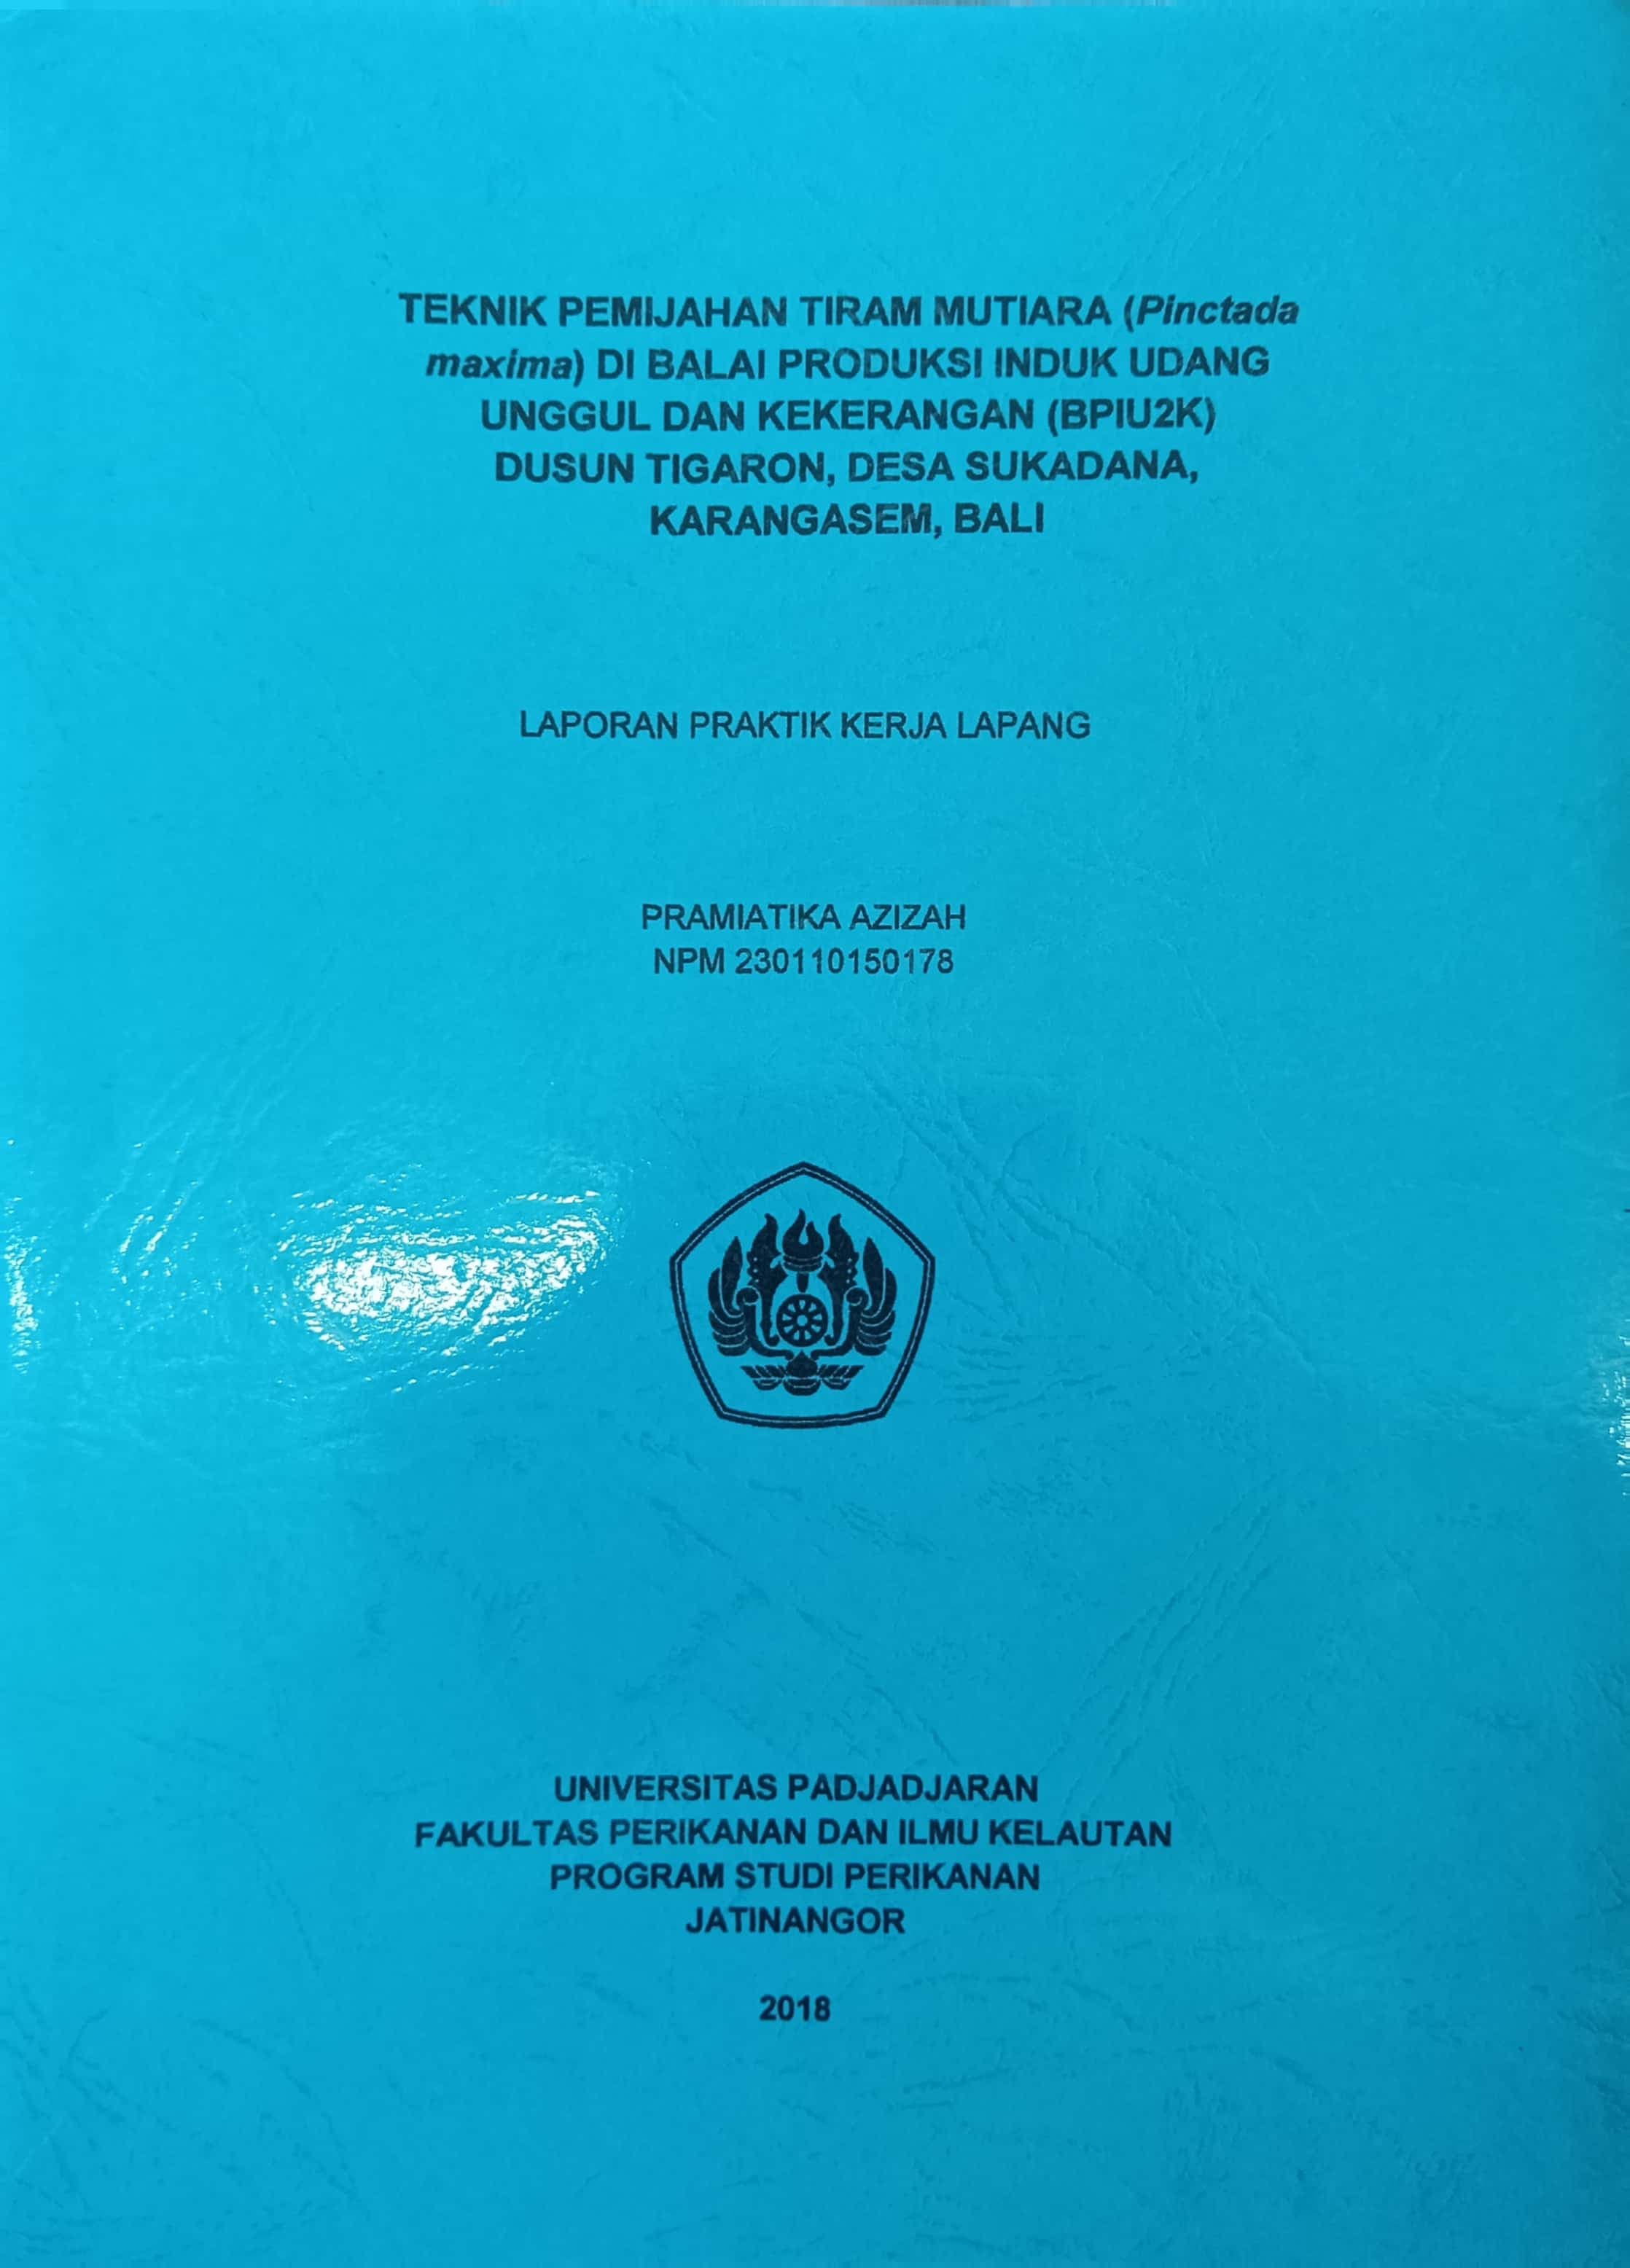 TEKNIK PEMIJAHAN TIRAM MUTIARA (Pinctada
maxima) DI BALAI PRODUKSI INDUK UDANG
UNGGUL DAN KEKERANGAN (BPIU2K)
DUSUN TIGARON, DESA SUKADANA,
KARANGASEM, BALI
LAPORAN PRAKTIK KERJA LAPANG
PRAMIATIKA AZIZAH
NPM 230110150178
UNIVERSITAS PADJADJARAN
FAKULTAS PERIKANAN DAN ILMU KELAUTAN
PROGRAM STUDI PERIKANAN
JATINANGOR
2018